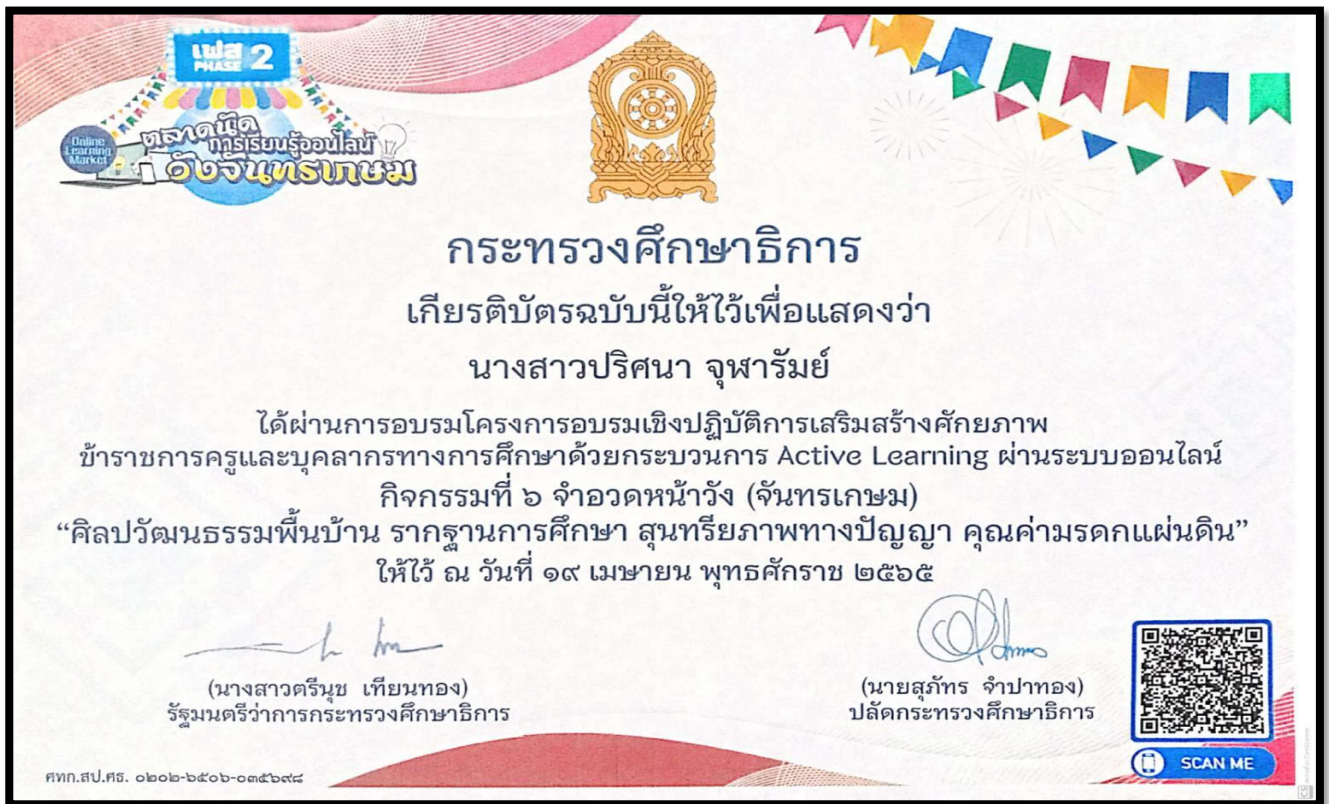 เฟส 2
PHASE
Online Learning Market
ตลาดนัด
การเรียนรู้ออนไลน์
วังจันทรเกษม
กระทรวงศึกษาธิการ
เกียรติบัตรฉบับนี้ให้ไว้เพื่อแสดงว่า
นางสาวปริศนา จุฬารัมย์
ได้ผ่านการอบรมโครงการอบรมเชิงปฏิบัติการเสริมสร้างศักยภาพ
ข้าราชการครูและบุคลากรทางการศึกษาด้วยกระบวนการ Active Learning ผ่านระบบออนไลน์
กิจกรรมที่ ๖ จำอวดหน้าวัง (จันทรเกษม)
“ศิลปวัฒนธรรมพื้นบ้าน รากฐานการศึกษา สุนทรียภาพทางปัญญา คุณค่ามรดกแผ่นดิน”
ให้ไว้ ณ วันที่ ๑๙ เมษายน พุทธศักราช ๒๕๖๕
(นางสาวตรีนุช เทียนทอง)
รัฐมนตรีว่าการกระทรวงศึกษาธิการ
(นายสุภัทร จำปาทอง)
ปลัดกระทรวงศึกษาธิการ
ศทก.สป.ศธ. ๐๒๐๒-๖๕๐๖-๐๓๕๖๙๘
SCAN ME